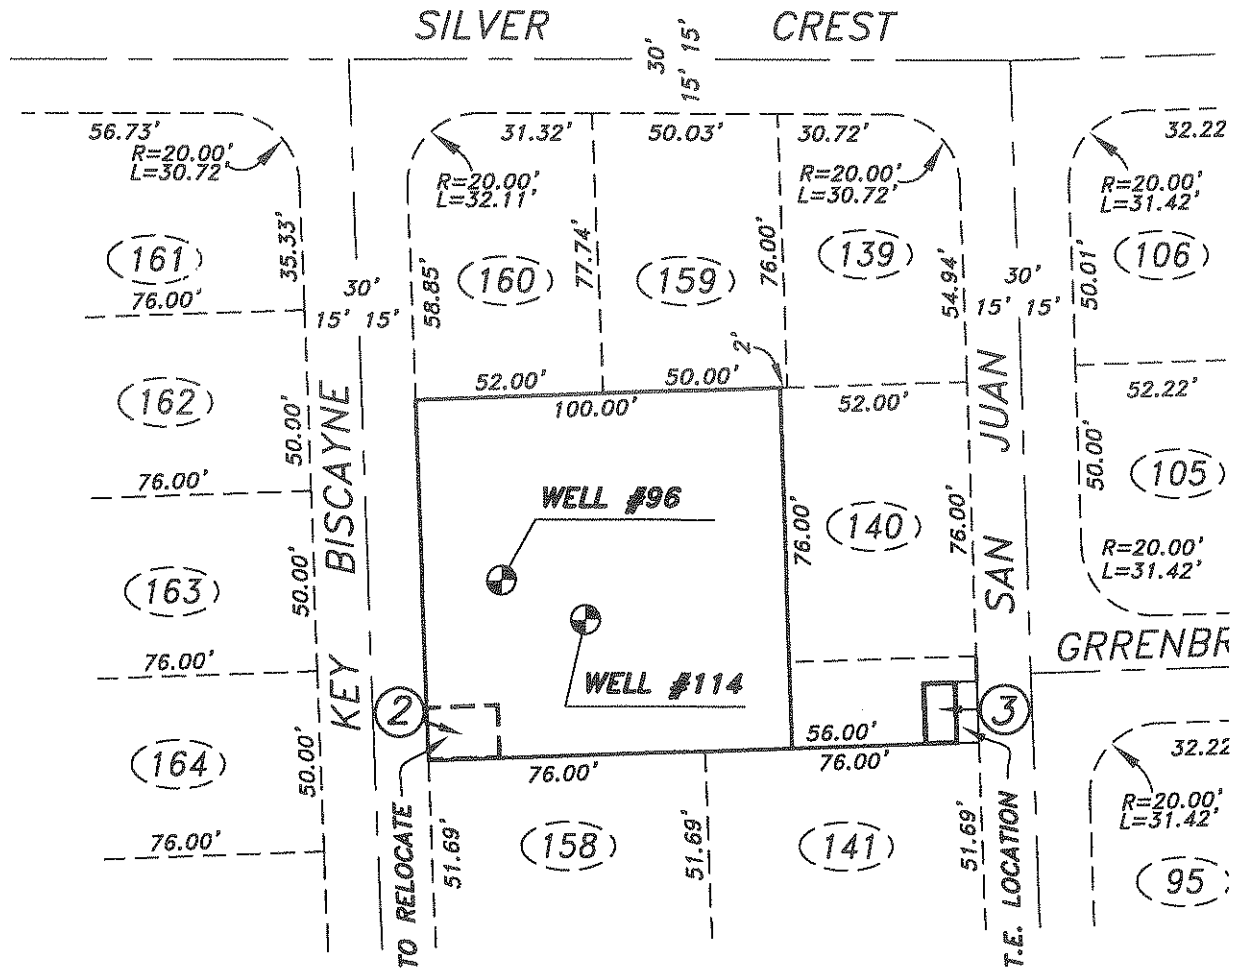 SILVER CREST
30'
15' 15'
56.73'
R=20.00'
L=30.72'
31.32'
50.03'
30.72'
32.22
R=20.00'
L=32.11'
R=20.00'
L=30.72'
R=20.00'
L=31.42'
161
35.33'
58.85'
160
77.74'
159
76.00'
139
54.94'
50.01'
106
76.00'
30'
15' 15'
30'
15' 15'
2'
162
50.00'
52.00'
50.00'
100.00'
52.00'
52.22'
KEY BISCAYNE
SAN JUAN
76.00'
WELL #96
76.00'
140
76.00'
50.00'
105
R=20.00'
L=31.42'
163
50.00'
76.00'
WELL #114
GRRENBR
2
3
56.00'
76.00'
76.00'
164
50.00'
32.22
R=20.00'
L=31.42'
76.00'
TO RELOCATE
51.69'
158
51.69'
141
51.69'
T.E. LOCATION
95